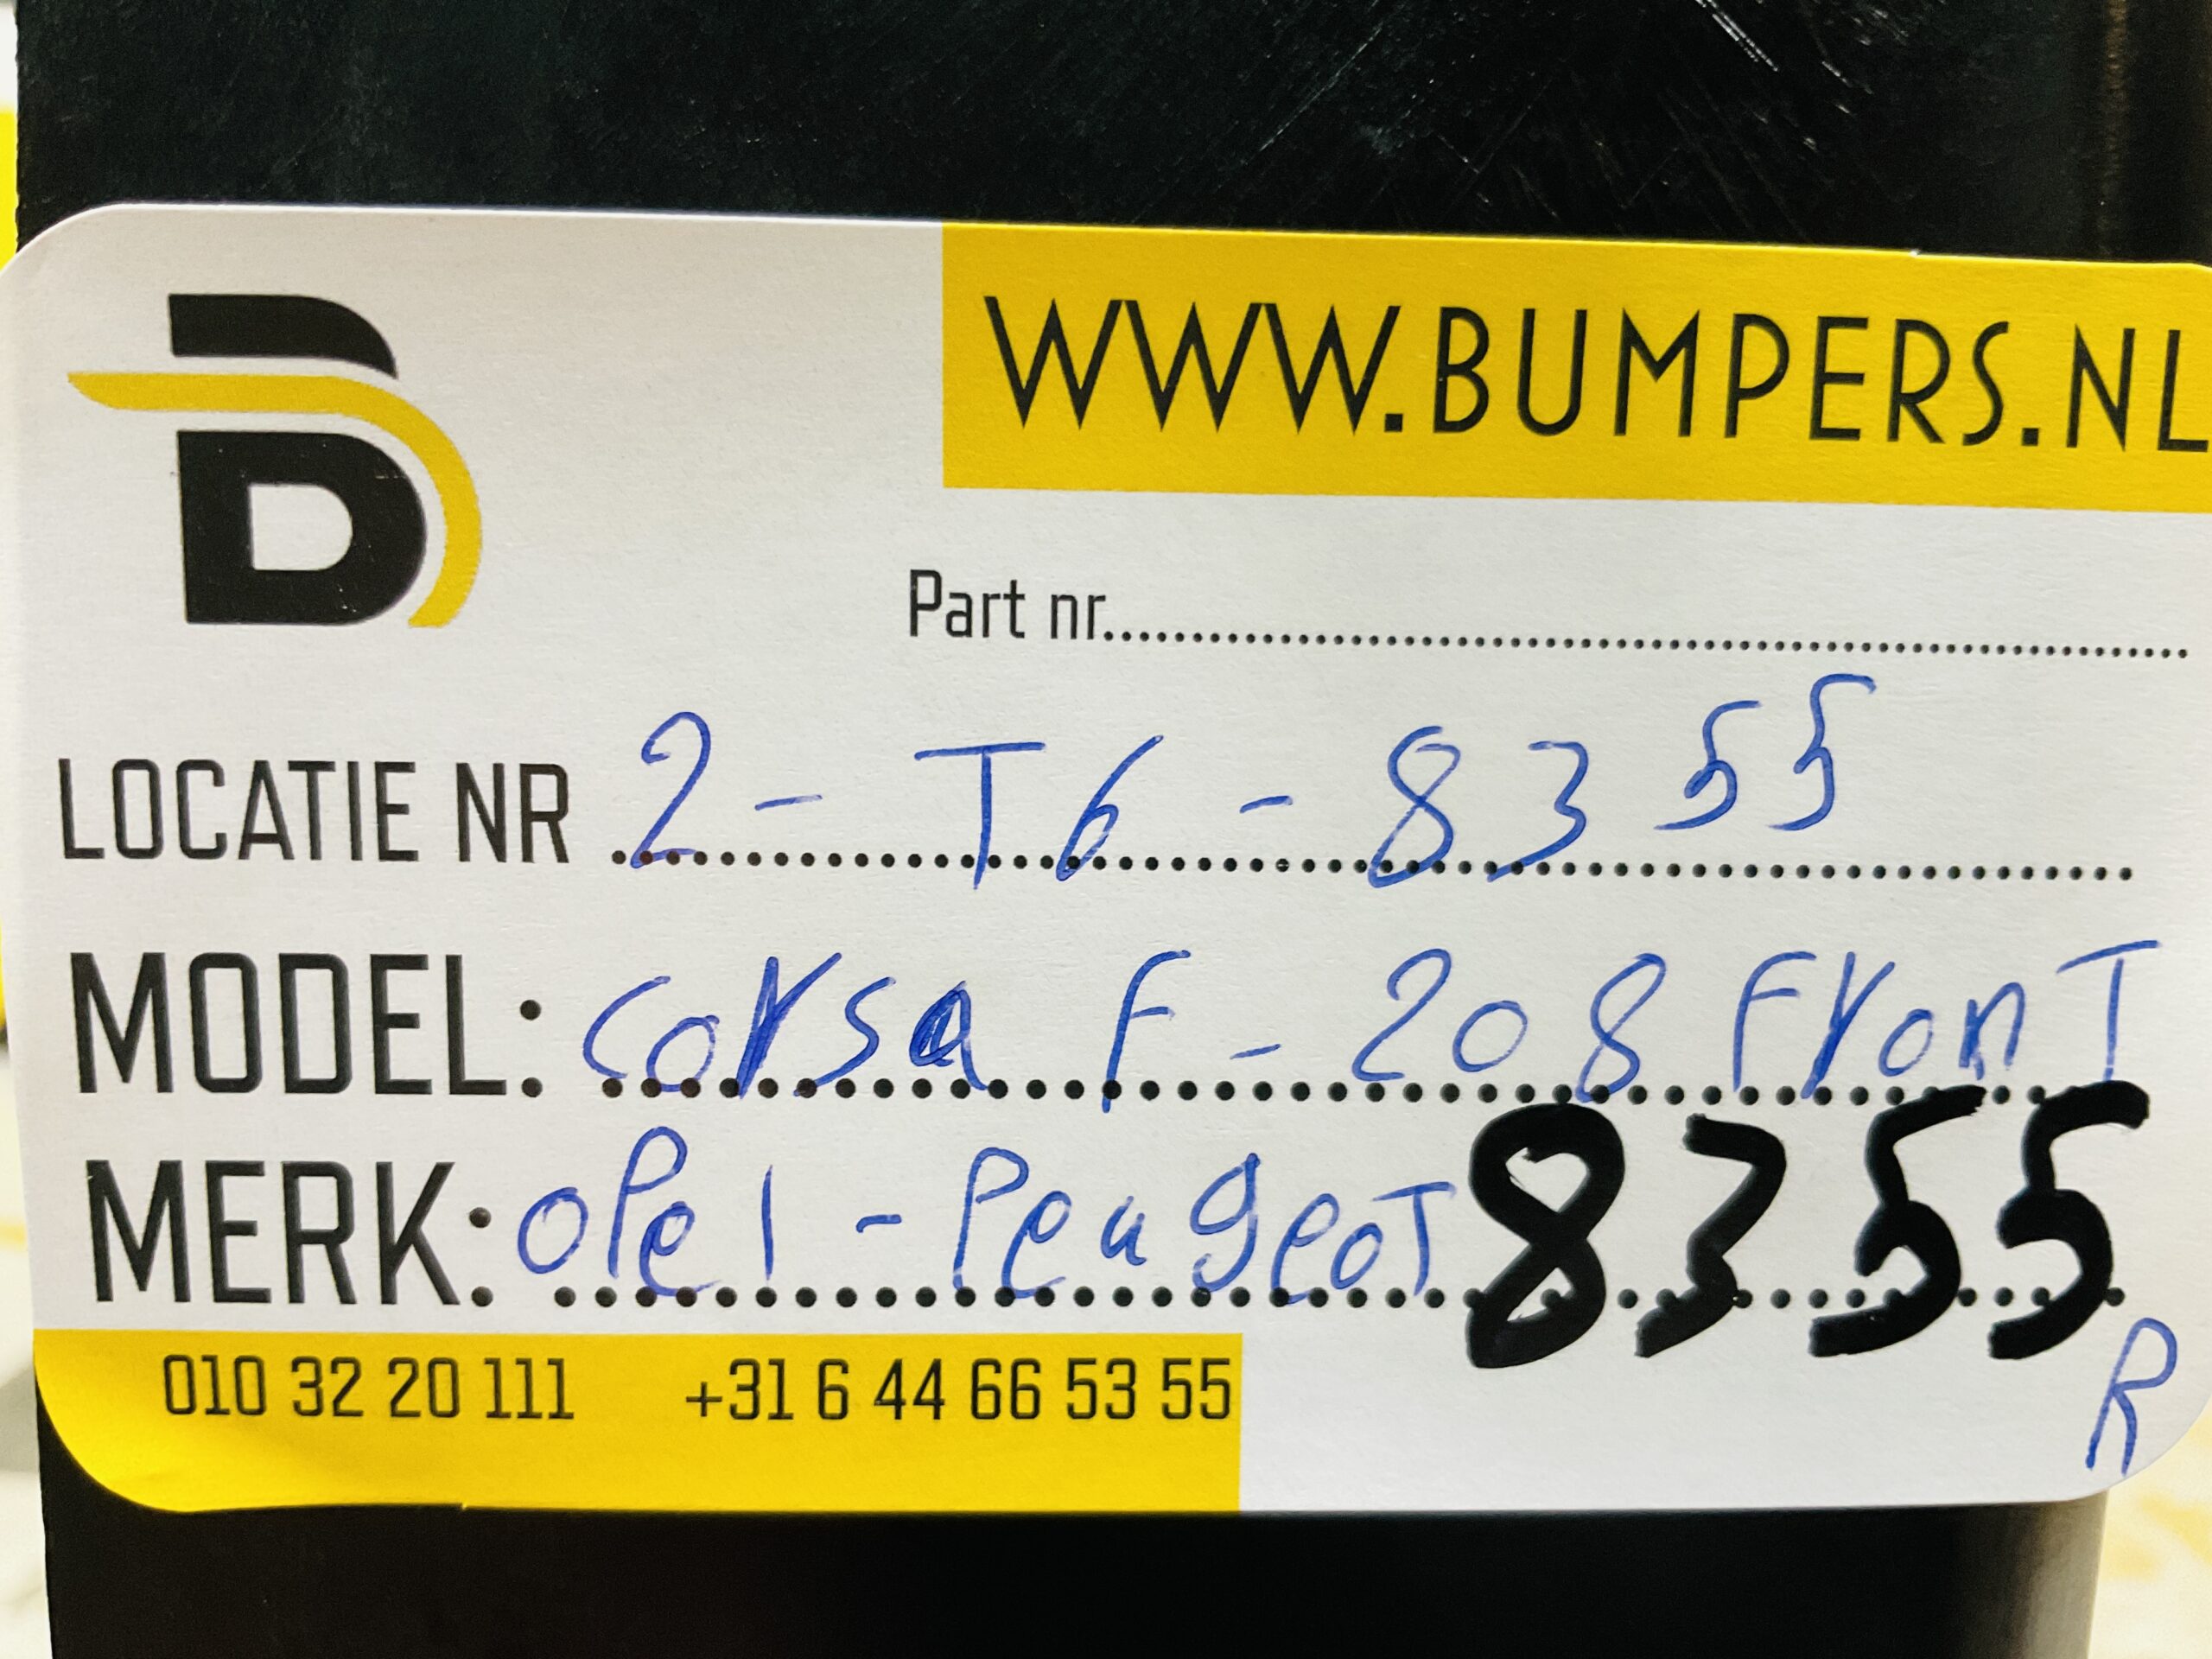 B
WWW.BUMPERS.NL
Part nr.......................
LOCATIE NR 2 - T6 - 8355
MODEL: Corsa F - 208 FronT
MERK: OPel - PeugeoT 8355
010 32 20 111 +31 6 44 66 53 55
R